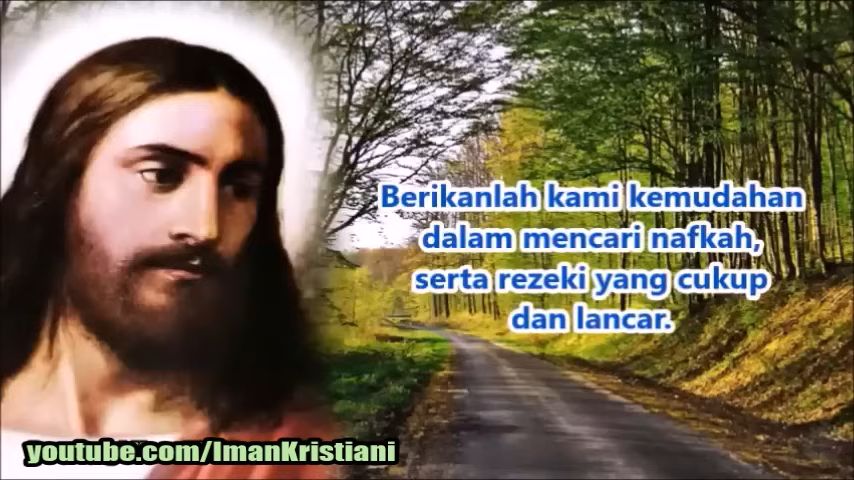 Berikanlah kami kemudahan
dalam mencari nafkah,
serta rezeki yang cukup
dan lancar.
youtube.com/ImanKristiani